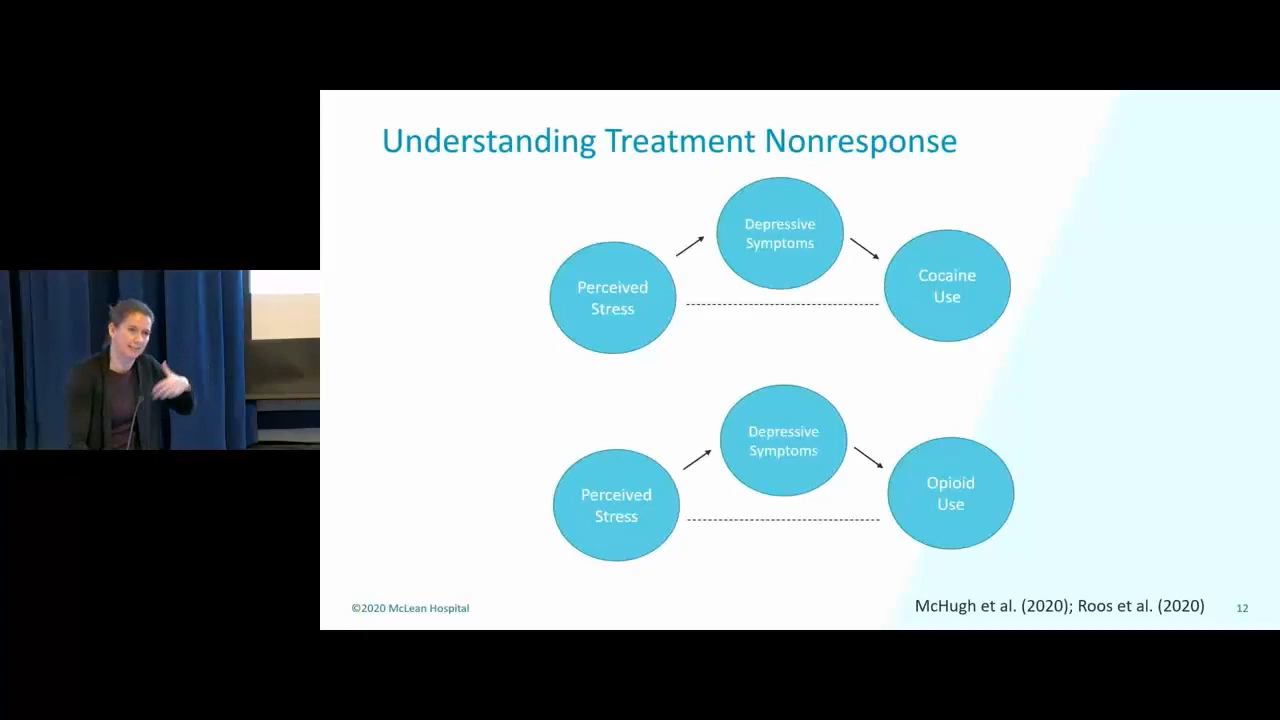 Understanding Treatment Nonresponse
Depressive
Symptoms
Perceived
Stress
Cocaine
Use
Depressive
Symptoms
Perceived
Stress
Opioid
Use
©2020 McLean Hospital
McHugh et al. (2020); Roos et al. (2020)
12